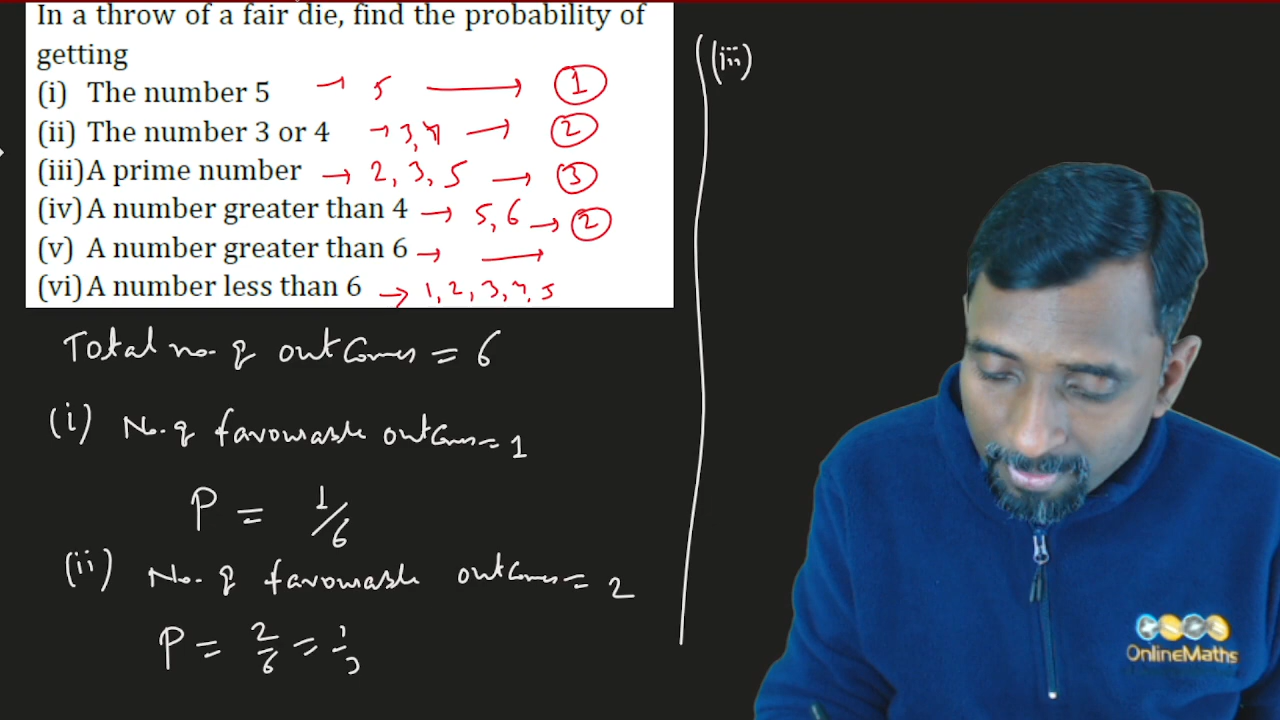 In a throw of a fair die, find the probability of
getting
(i) The number 5 → 5 → 1
(ii) The number 3 or 4 → 3,4 → 2
(iii) A prime number → 2, 3, 5 → 3
(iv) A number greater than 4 → 5,6 → 2
(v) A number greater than 6 → →
(vi) A number less than 6 → 1, 2, 3, 4, 5
Total no. of outcomes = 6
(i) No. of favourable outcomes = 1
P = 1/6
(ii) No. of favourable outcomes = 2
P = 2/6 = 1/3
(iii)
OnlineMaths